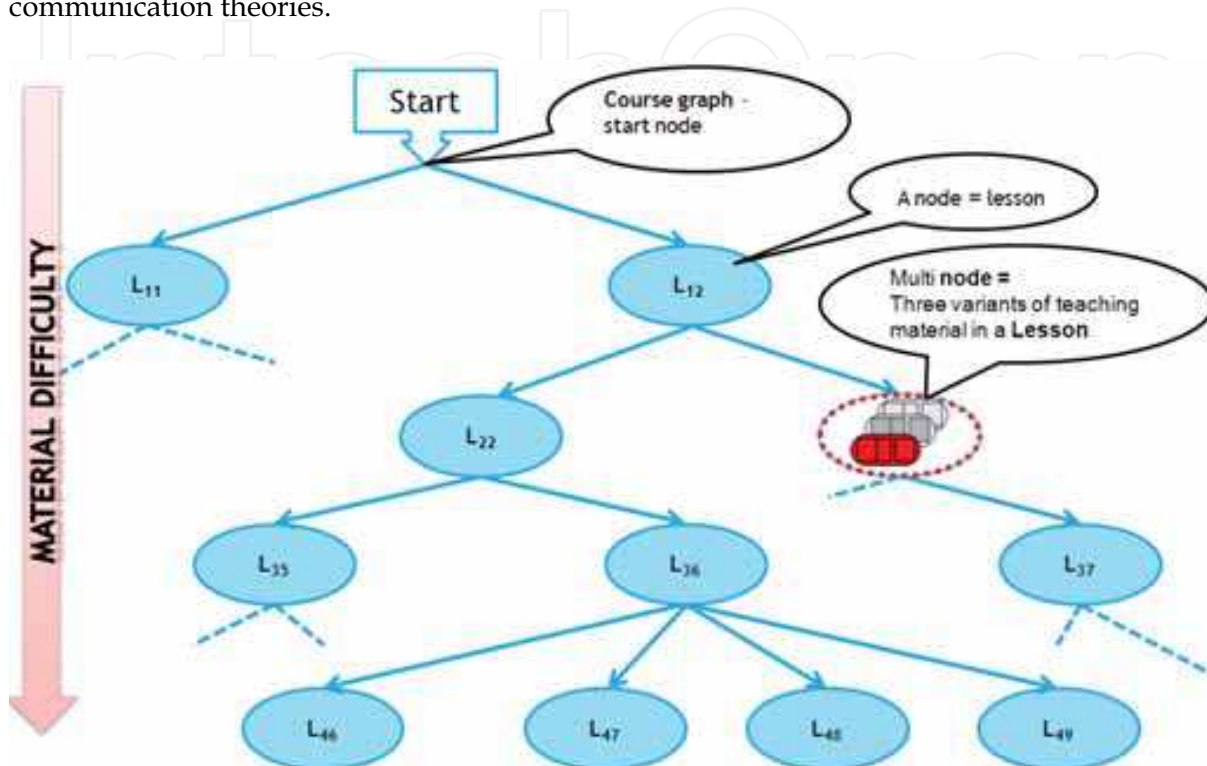 communication theories.
Start
Course graph -
start node
A node = lesson
Multi node =
Three variants of teaching
material in a Lesson
MATERIAL DIFFICULTY
L₁₁
L₁₂
L₂₂
L₃₅
L₃₆
L₃₇
L₄₆
L₄₇
L₄₈
L₄₉